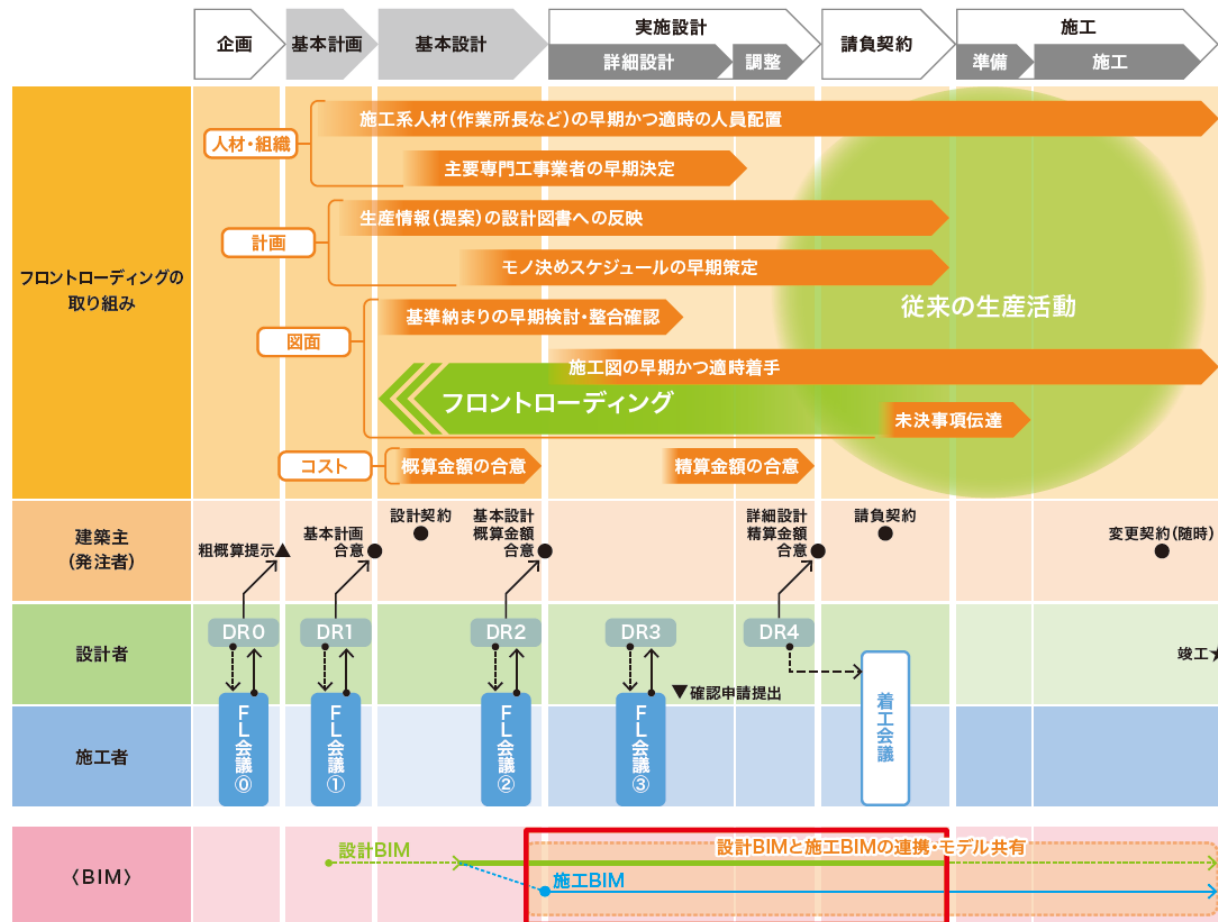 企画
基本計画
基本設計
実施設計
詳細設計
調整
請負契約
施工
準備
施工
フロントローディングの
取り組み
人材・組織
施工系人材(作業所長など)の早期かつ適時の人員配置
主要専門工事業者の早期決定
計画
生産情報(提案)の設計図書への反映
モノ決めスケジュールの早期策定
従来の生産活動
図面
基準納まりの早期検討・整合確認
施工図の早期かつ適時着手
フロントローディング
未決事項伝達
コスト
概算金額の合意
精算金額の合意
建築主
(発注者)
粗概算提示▲
基本計画
合意
設計契約
基本設計
概算金額
合意
詳細設計
精算金額
合意
請負契約
変更契約(随時)
設計者
DR0
DR1
DR2
DR3
DR4
竣工★
▼確認申請提出
施工者
FL会議⓪
FL会議①
FL会議②
FL会議③
着工会議
〈BIM〉
設計BIM
設計BIMと施工BIMの連携・モデル共有
施工BIM